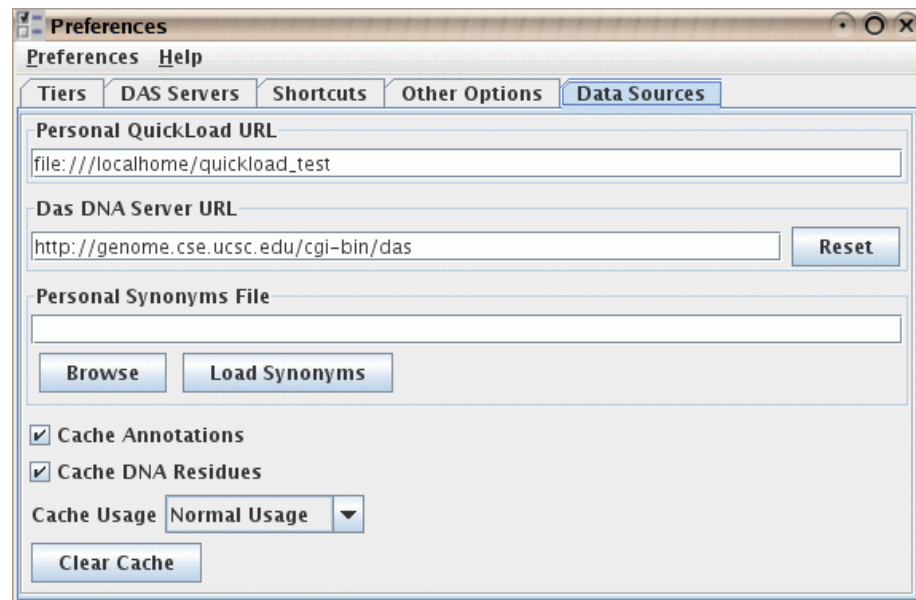 Preferences
Preferences Help
Tiers DAS Servers Shortcuts Other Options Data Sources
Personal QuickLoad URL
file:///localhome/quickload_test
Das DNA Server URL
http://genome.cse.ucsc.edu/cgi-bin/das Reset
Personal Synonyms File
Browse Load Synonyms
Cache Annotations
Cache DNA Residues
Cache Usage Normal Usage
Clear Cache